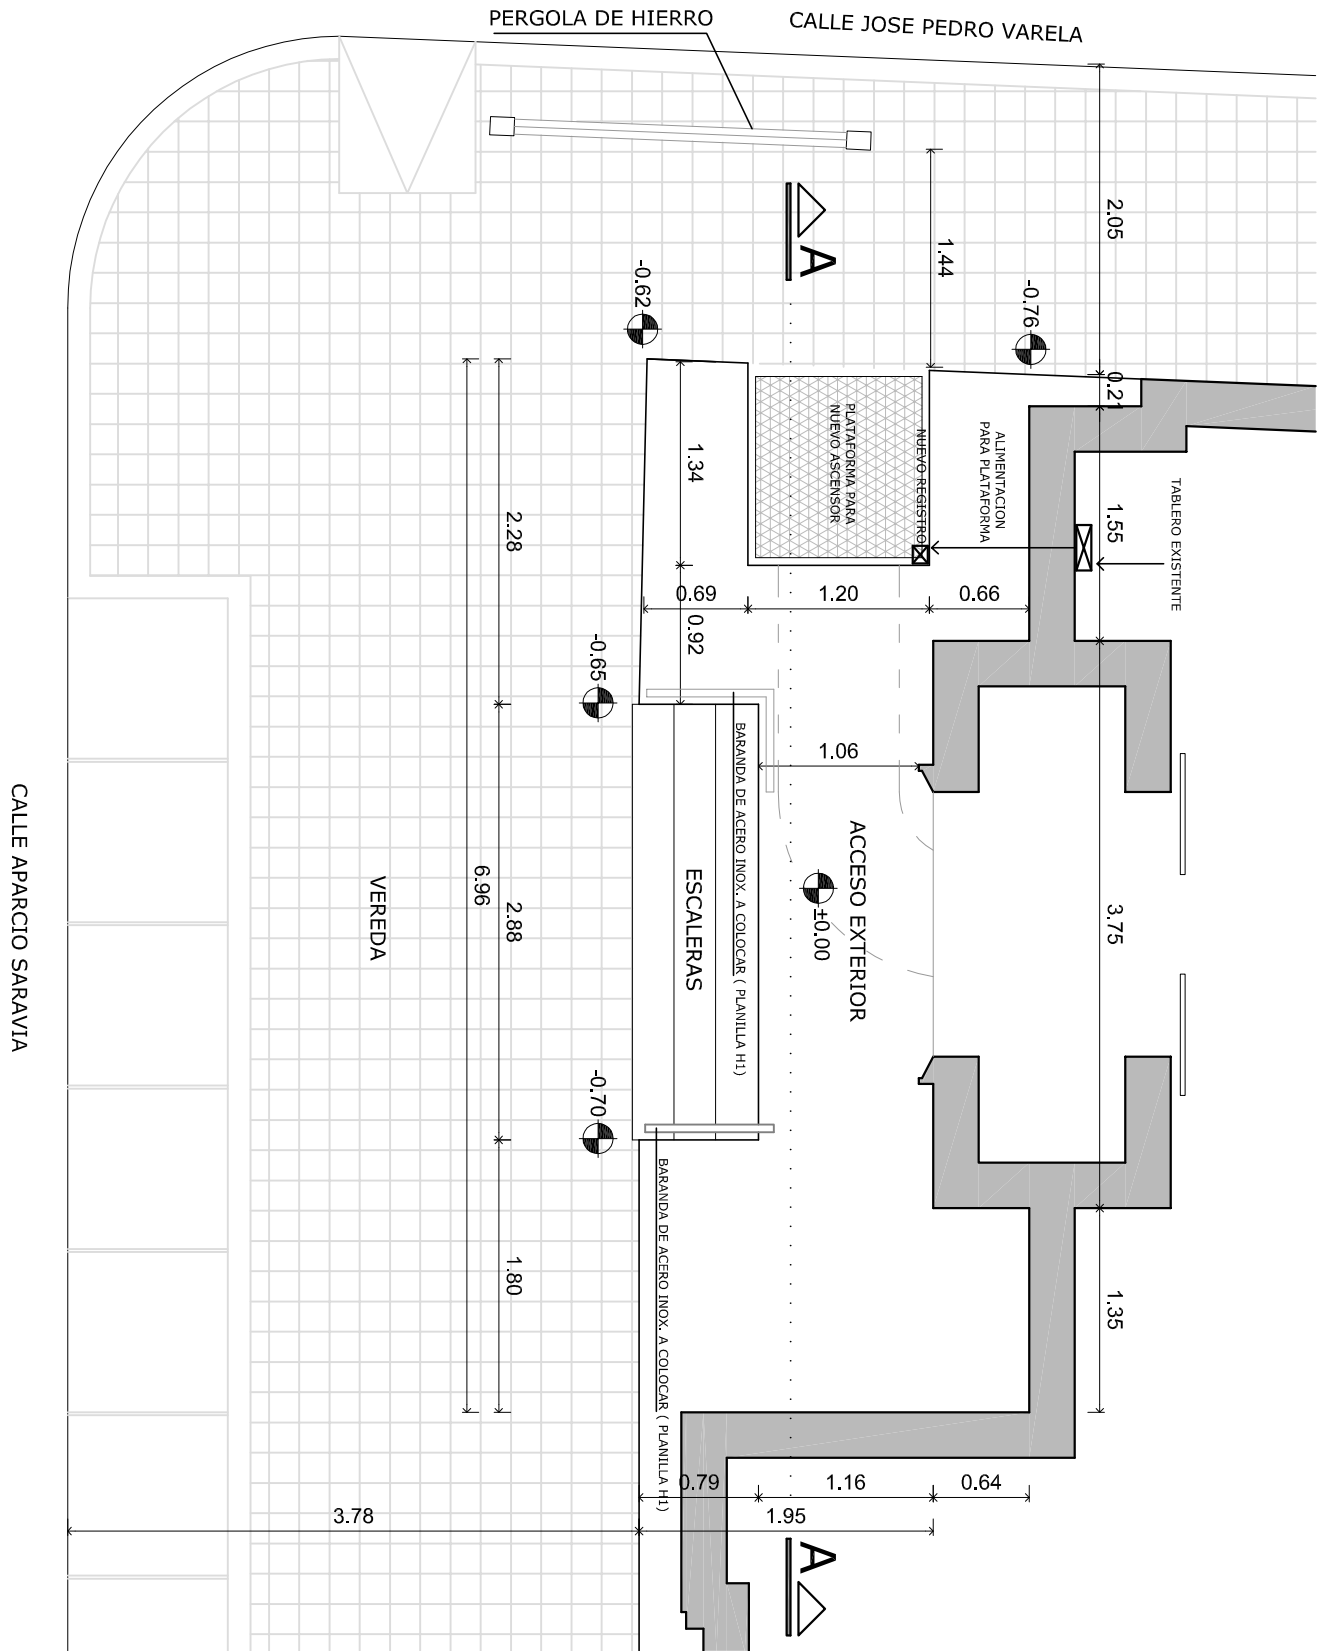 PERGOLA DE HIERRO
CALLE JOSE PEDRO VARELA
2.05
1.44
A
-0.62
-0.76
0.21
PLATAFORMA PARA
NUEVO ASCENSOR
NUEVO REGISTRO
ALIMENTACION
PARA PLATAFORMA
TABLERO EXISTENTE
1.34
1.55
2.28
0.69
1.20
0.66
0.92
-0.65
1.06
BARANDA DE ACERO INOX. A COLOCAR ( PLANILLA H1)
ACCESO EXTERIOR
±0.00
ESCALERAS
CALLE APARCIO SARAVIA
VEREDA
6.96
2.88
3.75
-0.70
BARANDA DE ACERO INOX. A COLOCAR ( PLANILLA H1)
1.80
1.35
0.79
1.16
0.64
3.78
1.95
A